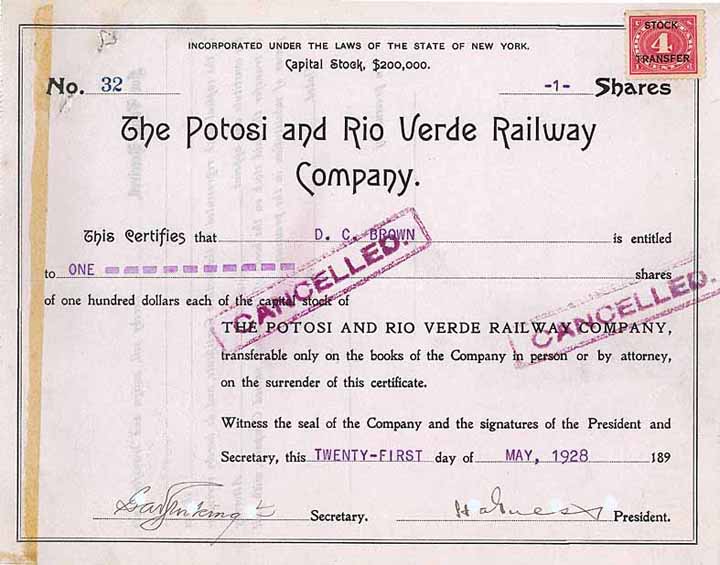 INCORPORATED UNDER THE LAWS OF THE STATE OF NEW YORK.
Capital Stock, $200,000.
STOCK
4
TRANSFER
No. 32 -1- Shares
The Potosi and Rio Verde Railway
Company.
This Certifies that D. C. BROWN is entitled
to ONE shares
of one hundred dollars each of the capital stock of
CANCELLED.
CANCELLED.
THE POTOSI AND RIO VERDE RAILWAY COMPANY,
transferable only on the books of the Company in person or by attorney,
on the surrender of this certificate.
Witness the seal of the Company and the signatures of the President and
Secretary, this TWENTY-FIRST day of MAY, 1928 189
Secretary. President.